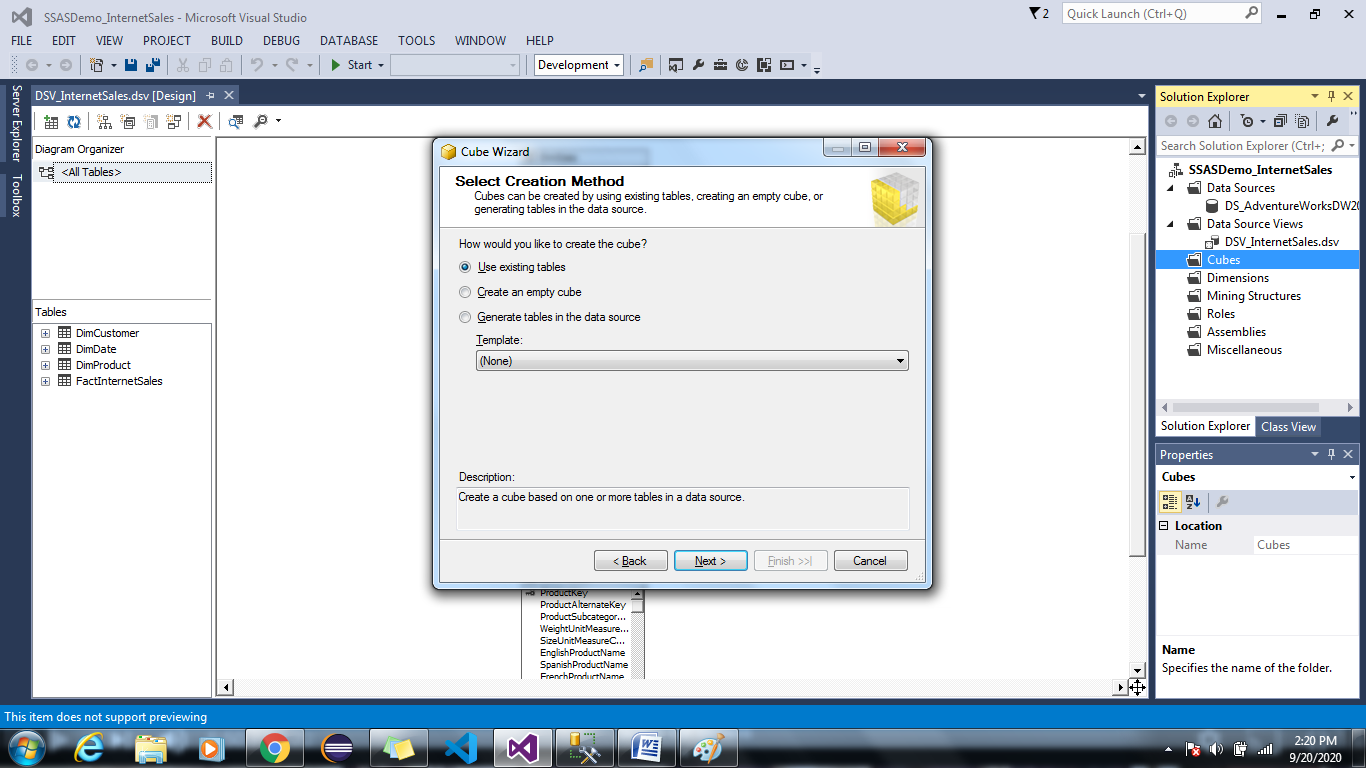 SSASDemo_InternetSales - Microsoft Visual Studio
2
Quick Launch (Ctrl+Q)
FILE EDIT VIEW PROJECT BUILD DEBUG DATABASE TOOLS WINDOW HELP
Start
Development
Server Explorer
Toolbox
DSV_InternetSales.dsv [Design]
Diagram Organizer
<All Tables>
Tables
DimCustomer
DimDate
DimProduct
FactInternetSales
Cube Wizard
Select Creation Method
Cubes can be created by using existing tables, creating an empty cube, or
generating tables in the data source.
How would you like to create the cube?
Use existing tables
Create an empty cube
Generate tables in the data source
Template:
(None)
Description:
Create a cube based on one or more tables in a data source.
< Back
Next >
Finish >>|
Cancel
ProductKey
ProductAlternateKey
ProductSubcategor...
WeightUnitMeasure...
SizeUnitMeasureC...
EnglishProductName
SpanishProductName
FrenchProductName
Solution Explorer
Search Solution Explorer (Ctrl+;
SSASDemo_InternetSales
Data Sources
DS_AdventureWorksDW20
Data Source Views
DSV_InternetSales.dsv
Cubes
Dimensions
Mining Structures
Roles
Assemblies
Miscellaneous
Solution Explorer Class View
Properties
Cubes
Location
Name Cubes
Name
Specifies the name of the folder.
This item does not support previewing
2:20 PM
9/20/2020